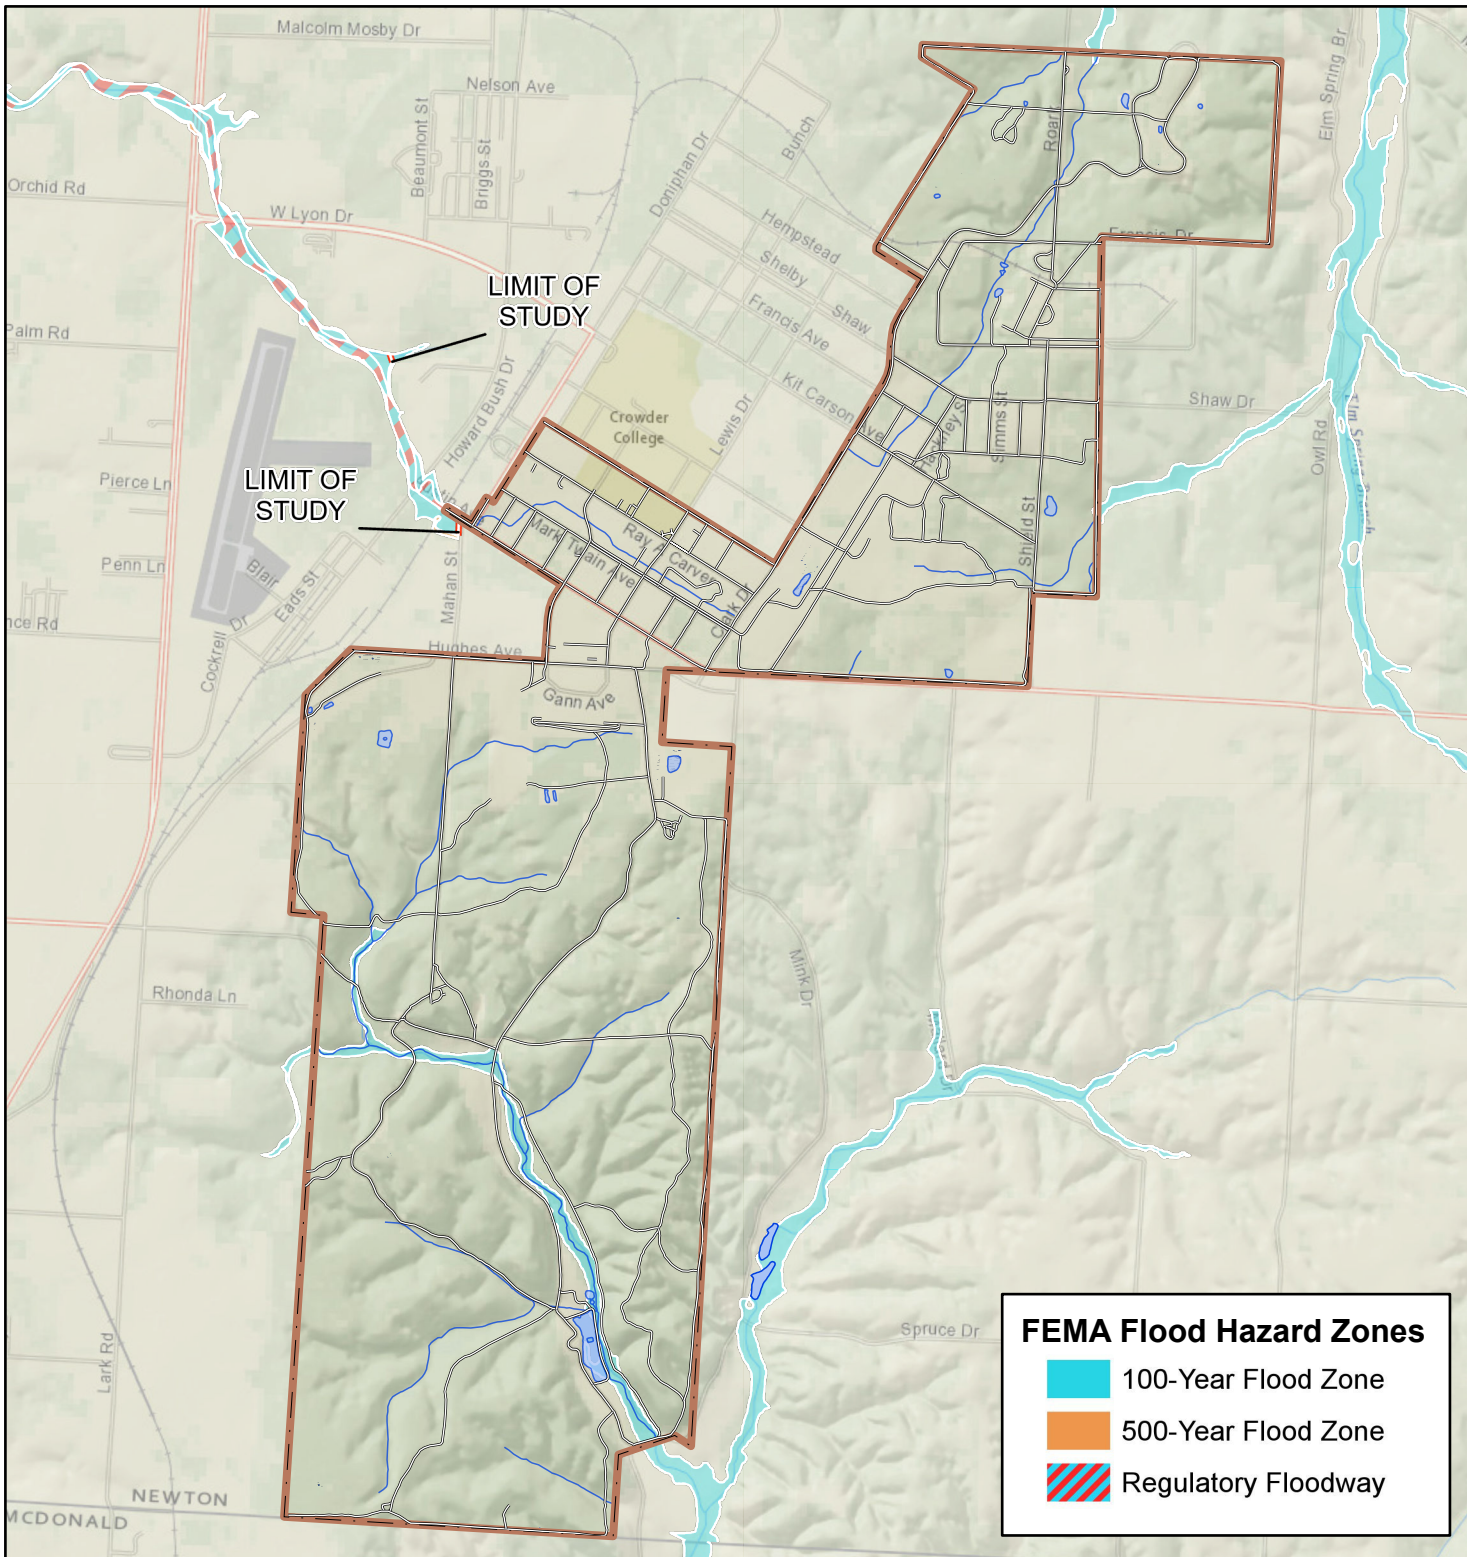 Malcolm Mosby Dr
Nelson Ave
Beaumont St
Briggs St
Doniphan Dr
Bunch
Roark
Elm Spring Br
Orchid Rd
W Lyon Dr
Hempstead
Shelby
Shaw
Francis Dr
Francis Ave
LIMIT OF
STUDY
Palm Rd
Howard Bush Dr
Kit Carson Ave
Crowder
College
Lewis Dr
Simms St
Shaw Dr
Owl Rd
Elm Spring Branch
LIMIT OF
STUDY
Pierce Ln
Mark Twain Ave
Ray A Carver
Shield St
Penn Ln
Blair
Eads St
Mahan St
Clark Dr
nce Rd
Cockrell Dr
Hughes Ave
Gann Ave
Mink Dr
Rhonda Ln
Lark Rd
Spruce Dr
NEWTON
MCDONALD
FEMA Flood Hazard Zones
100-Year Flood Zone
500-Year Flood Zone
Regulatory Floodway